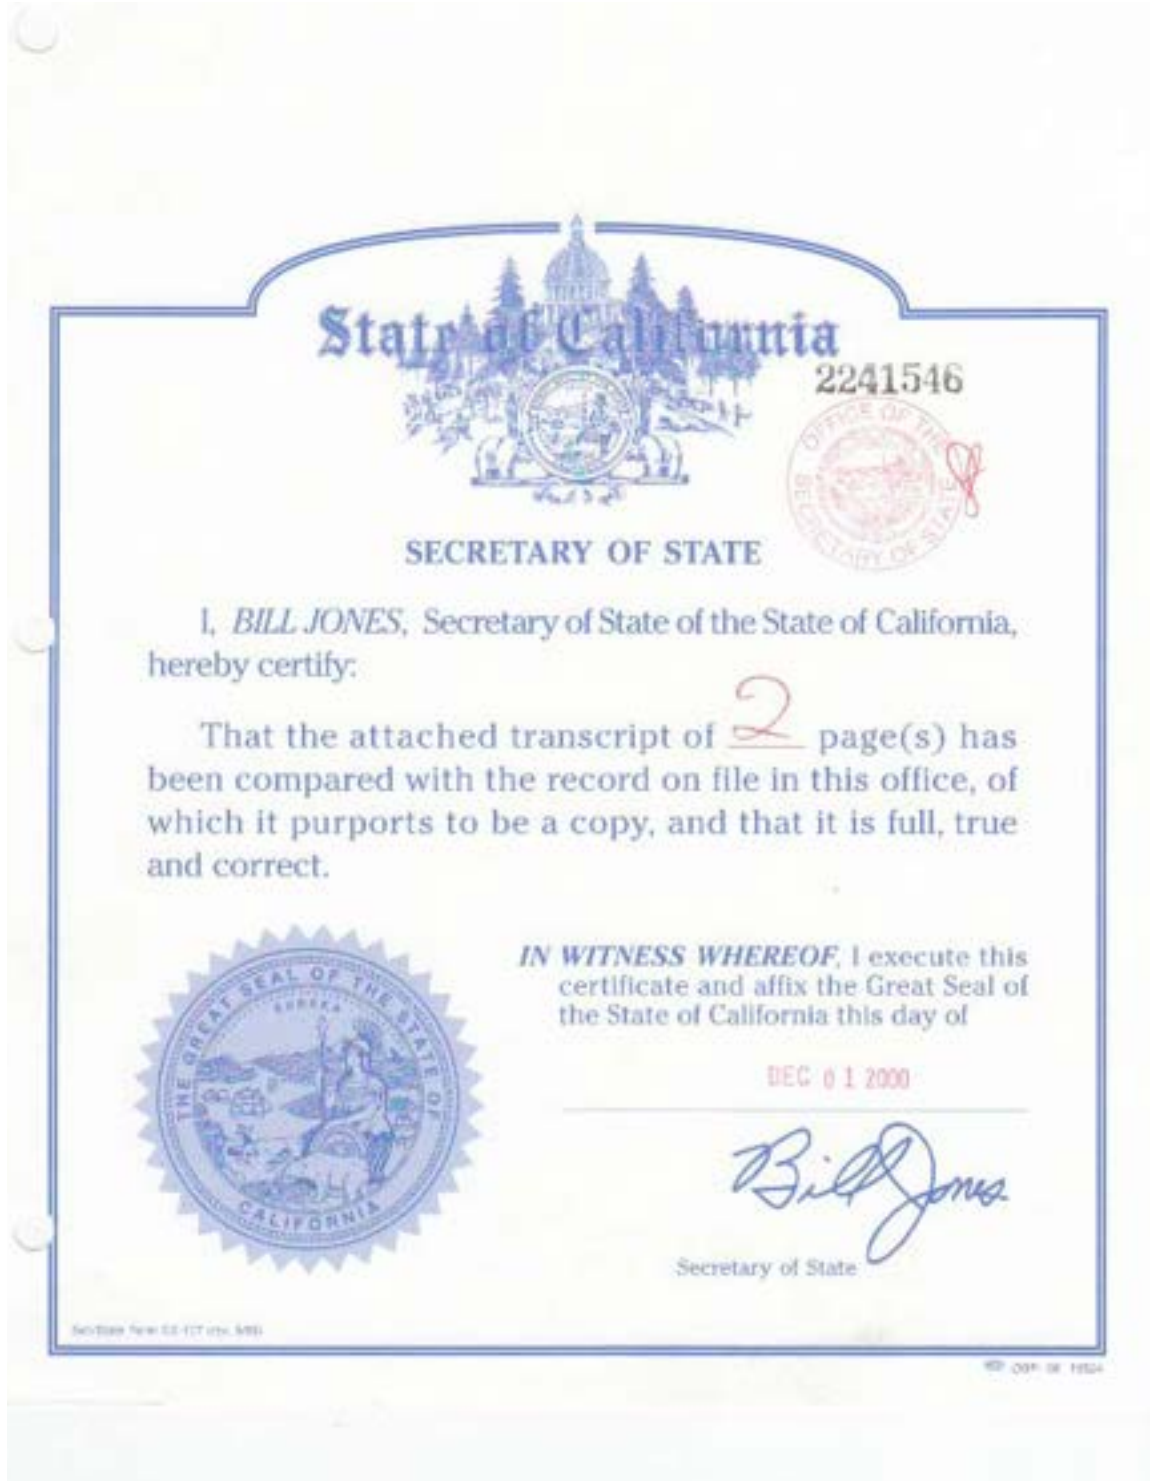 State of California
2241546
OFFICE OF THE
SECRETARY OF STATE
SECRETARY OF STATE
I, BILL JONES, Secretary of State of the State of California,
hereby certify:
That the attached transcript of 2 page(s) has
been compared with the record on file in this office, of
which it purports to be a copy, and that it is full, true
and correct.
IN WITNESS WHEREOF, I execute this
certificate and affix the Great Seal of
the State of California this day of
DEC 01 2000
Bill Jones
Secretary of State
THE GREAT SEAL OF THE STATE OF
EUREKA
CALIFORNIA
Sec/State Form
OSP